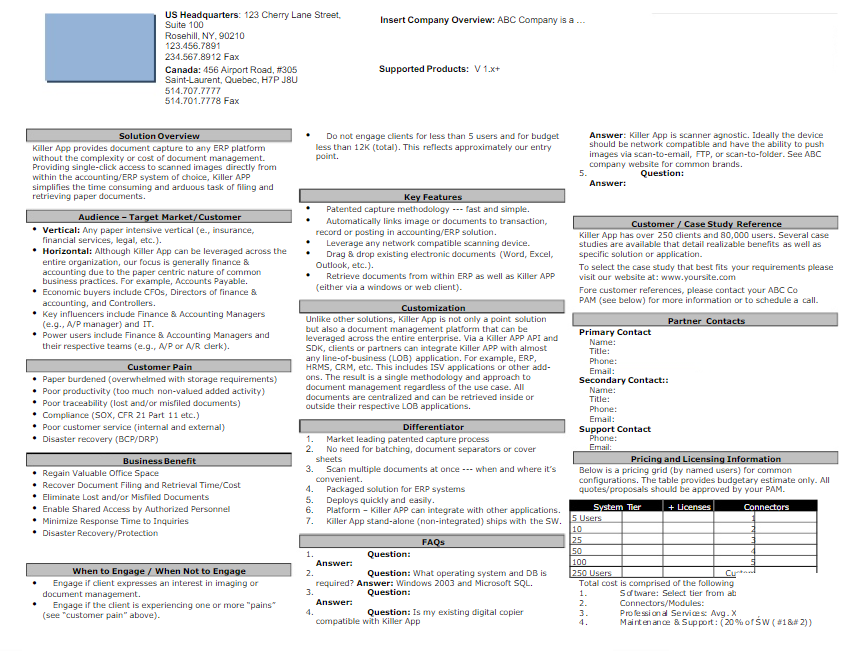 US Headquarters: 123 Cherry Lane Street,
Suite 100
Rosehill, NY, 90210
123.456.7891
234.567.8912 Fax
Canada: 456 Airport Road, #305
Saint-Laurent, Quebec, H7P J8U
514.707.7777
514.701.7778 Fax
Insert Company Overview: ABC Company is a ...
Supported Products: V 1.x+
Solution Overview
Killer App provides document capture to any ERP platform
without the complexity or cost of document management.
Providing single-click access to scanned images directly from
within the accounting/ERP system of choice, Killer APP
simplifies the time consuming and arduous task of filing and
retrieving paper documents.
Audience – Target Market/Customer
• Vertical: Any paper intensive vertical (e., insurance,
financial services, legal, etc.).
• Horizontal: Although Killer App can be leveraged across the
entire organization, our focus is generally finance &
accounting due to the paper centric nature of common
business practices. For example, Accounts Payable.
• Economic buyers include CFOs, Directors of finance &
accounting, and Controllers.
• Key influencers include Finance & Accounting Managers
(e.g., A/P manager) and IT.
• Power users include Finance & Accounting Managers and
their respective teams (e.g., A/P or A/R clerk).
Customer Pain
• Paper burdened (overwhelmed with storage requirements)
• Poor productivity (too much non-valued added activity)
• Poor traceability (lost and/or misfiled documents)
• Compliance (SOX, CFR 21 Part 11 etc.)
• Poor customer service (internal and external)
• Disaster recovery (BCP/DRP)
Business Benefit
• Regain Valuable Office Space
• Recover Document Filing and Retrieval Time/Cost
• Eliminate Lost and/or Misfiled Documents
• Enable Shared Access by Authorized Personnel
• Minimize Response Time to Inquiries
• Disaster Recovery/Protection
When to Engage / When Not to Engage
• Engage if client expresses an interest in imaging or
document management.
• Engage if the client is experiencing one or more “pains”
(see “customer pain” above).
• Do not engage clients for less than 5 users and for budget
less than 12K (total). This reflects approximately our entry
point.
Key Features
• Patented capture methodology --- fast and simple.
• Automatically links image or documents to transaction,
record or posting in accounting/ERP solution.
• Leverage any network compatible scanning device.
• Drag & drop existing electronic documents (Word, Excel,
Outlook, etc.).
• Retrieve documents from within ERP as well as Killer APP
(either via a windows or web client).
Customization
Unlike other solutions, Killer App is not only a point solution
but also a document management platform that can be
leveraged across the entire enterprise. Via a Killer APP API and
SDK, clients or partners can integrate Killer APP with almost
any line-of-business (LOB) application. For example, ERP,
HRMS, CRM, etc. This includes ISV applications or other add-
ons. The result is a single methodology and approach to
document management regardless of the use case. All
documents are centralized and can be retrieved inside or
outside their respective LOB applications.
Differentiator
1. Market leading patented capture process
2. No need for batching, document separators or cover
sheets
3. Scan multiple documents at once --- when and where it’s
convenient.
4. Packaged solution for ERP systems
5. Deploys quickly and easily.
6. Platform – Killer APP can integrate with other applications.
7. Killer App stand-alone (non-integrated) ships with the SW.
FAQs
1. Question:
Answer:
2. Question: What operating system and DB is
required? Answer: Windows 2003 and Microsoft SQL.
3. Question:
Answer:
4. Question: Is my existing digital copier
compatible with Killer App
Answer: Killer App is scanner agnostic. Ideally the device
should be network compatible and have the ability to push
images via scan-to-email, FTP, or scan-to-folder. See ABC
company website for common brands.
5. Question:
Answer:
Customer / Case Study Reference
Killer App has over 250 clients and 80,000 users. Several case
studies are available that detail realizable benefits as well as
specific solution or application.
To select the case study that best fits your requirements please
visit our website at: www.yoursite.com
Fore customer references, please contact your ABC Co
PAM (see below) for more information or to schedule a call.
Partner Contacts
Primary Contact
Name:
Title:
Phone:
Email:
Secondary Contact::
Name:
Title:
Phone:
Email:
Support Contact
Phone:
Email:
Pricing and Licensing Information
Below is a pricing grid (by named users) for common
configurations. The table provides budgetary estimate only. All
quotes/proposals should be approved by your PAM.
System Tier + Licenses Connectors
5 Users 1
10 2
25 3
50 4
100 5
250 Users
Total cost is comprised of the following
1. Software: Select tier from ab
2. Connectors/Modules:
3. Professional Services: Avg. X
4. Maintenance & Support: (20% of SW (#1&#2))